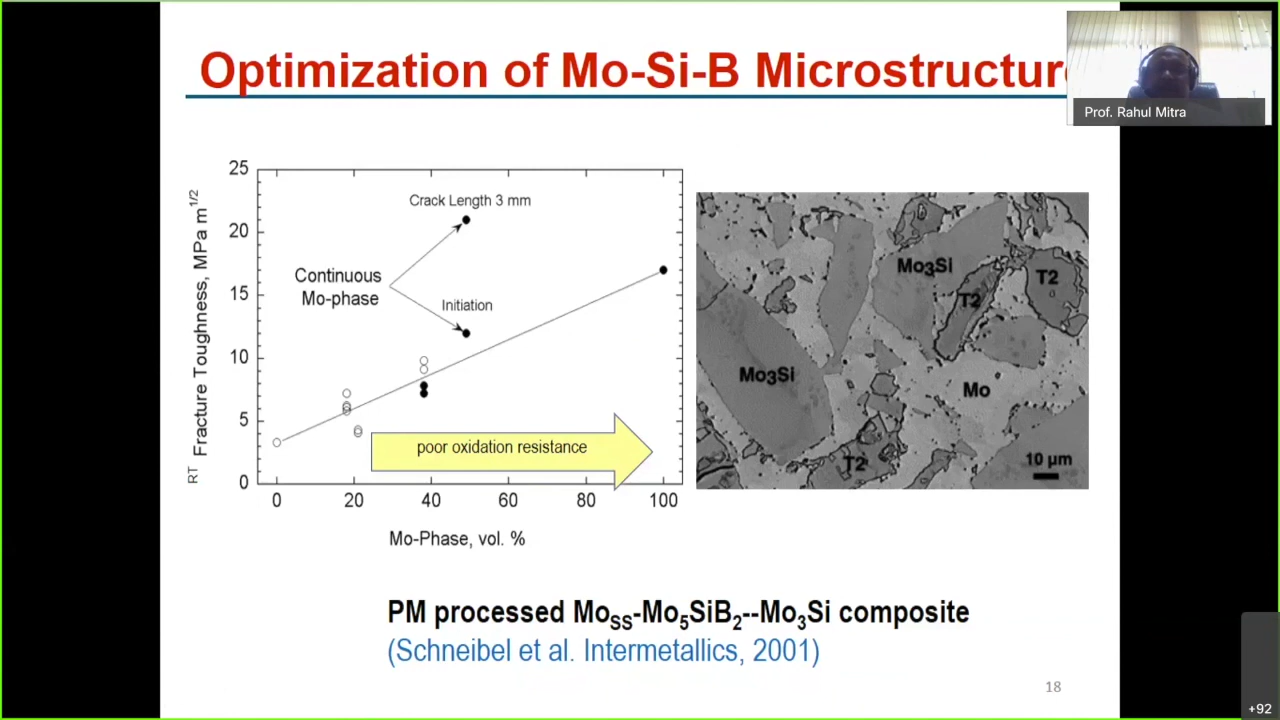 Optimization of Mo-Si-B Microstructur
Prof. Rahul Mitra
RT Fracture Toughness, MPa m1/2
25
20
15
10
5
0
Crack Length 3 mm
Continuous
Mo-phase
Initiation
poor oxidation resistance
0 20 40 60 80 100
Mo-Phase, vol. %
Mo3Si
T2
T2
Mo3Si
Mo
T2
10 µm
PM processed MoSS-Mo5SiB2--Mo3Si composite
(Schneibel et al. Intermetallics, 2001)
18
+92